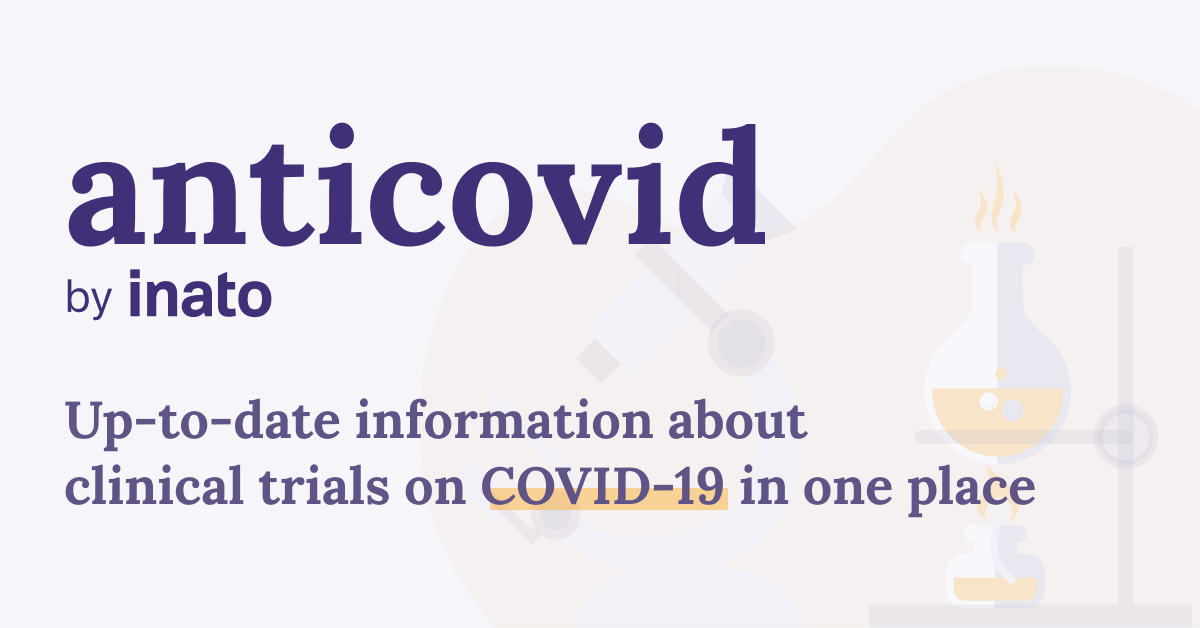 anticovid
by inato
Up-to-date information about
clinical trials on COVID-19 in one place